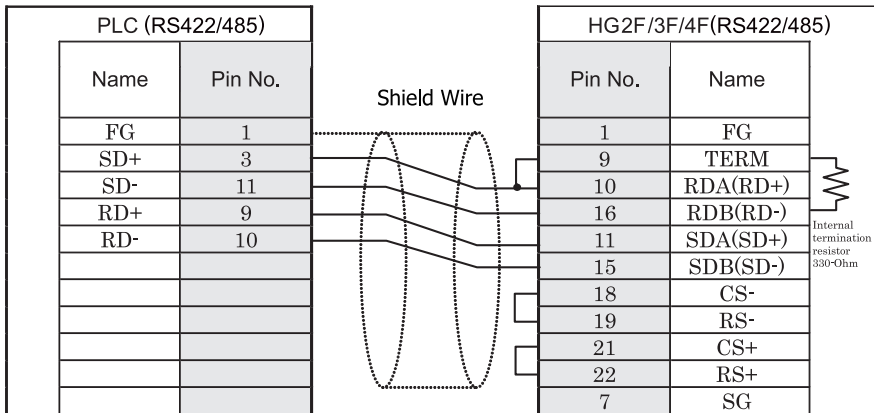 PLC (RS422/485)
HG2F/3F/4F(RS422/485)
Name Pin No.
Shield Wire
Pin No. Name
FG 1
1 FG
SD+ 3
9 TERM
SD- 11
10 RDA(RD+)
RD+ 9
16 RDB(RD-)
RD- 10
11 SDA(SD+)
15 SDB(SD-)
18 CS-
19 RS-
21 CS+
22 RS+
7 SG
Internal
termination
resistor
330-Ohm